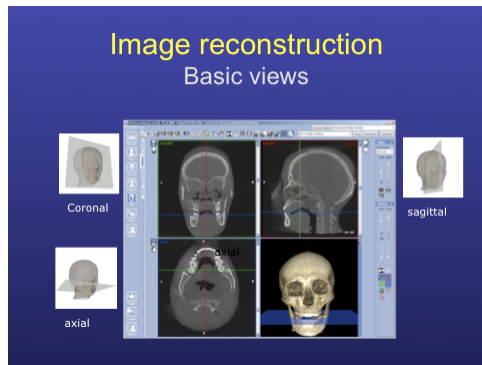 Image reconstruction
Basic views
Coronal
sagittal
axial
axial